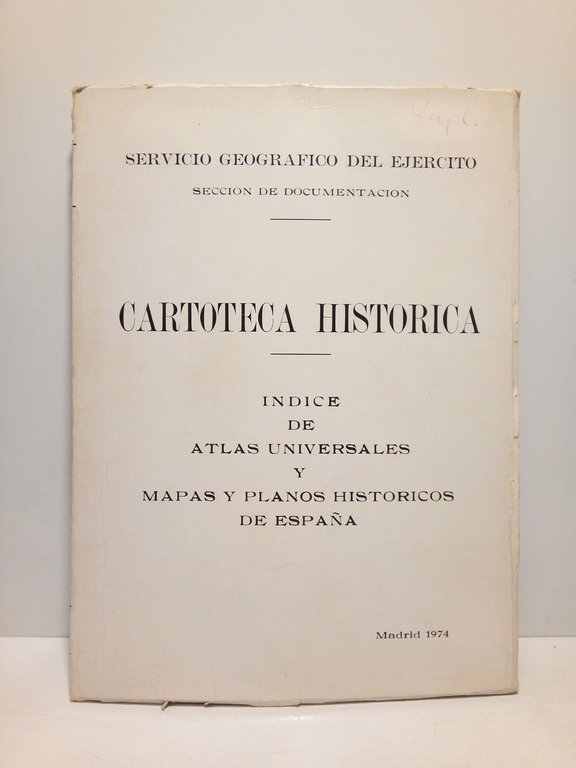 SERVICIO GEOGRAFICO DEL EJERCITO
SECCION DE DOCUMENTACION
CARTOTECA HISTORICA
INDICE
DE
ATLAS UNIVERSALES
Y
MAPAS Y PLANOS HISTORICOS
DE ESPAÑA
Madrid 1974